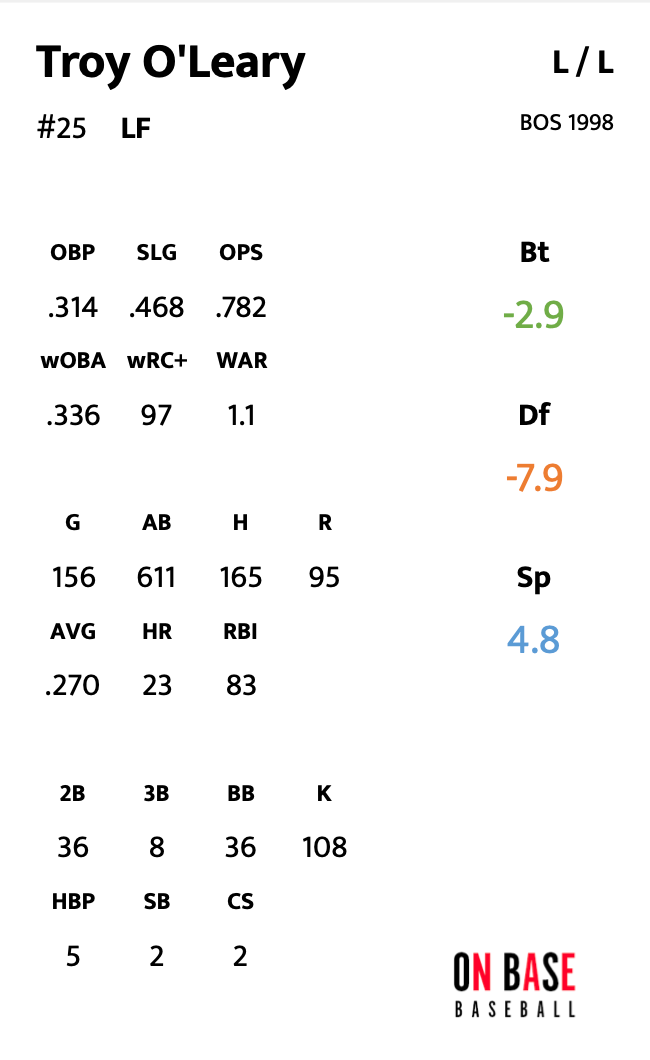 Troy O'Leary
L / L
#25 LF
BOS 1998
OBP SLG OPS
.314 .468 .782
wOBA wRC+ WAR
.336 97 1.1
G AB H R
156 611 165 95
AVG HR RBI
.270 23 83
2B 3B BB K
36 8 36 108
HBP SB CS
5 2 2
Bt
-2.9
Df
-7.9
Sp
4.8
ON BASE
BASEBALL